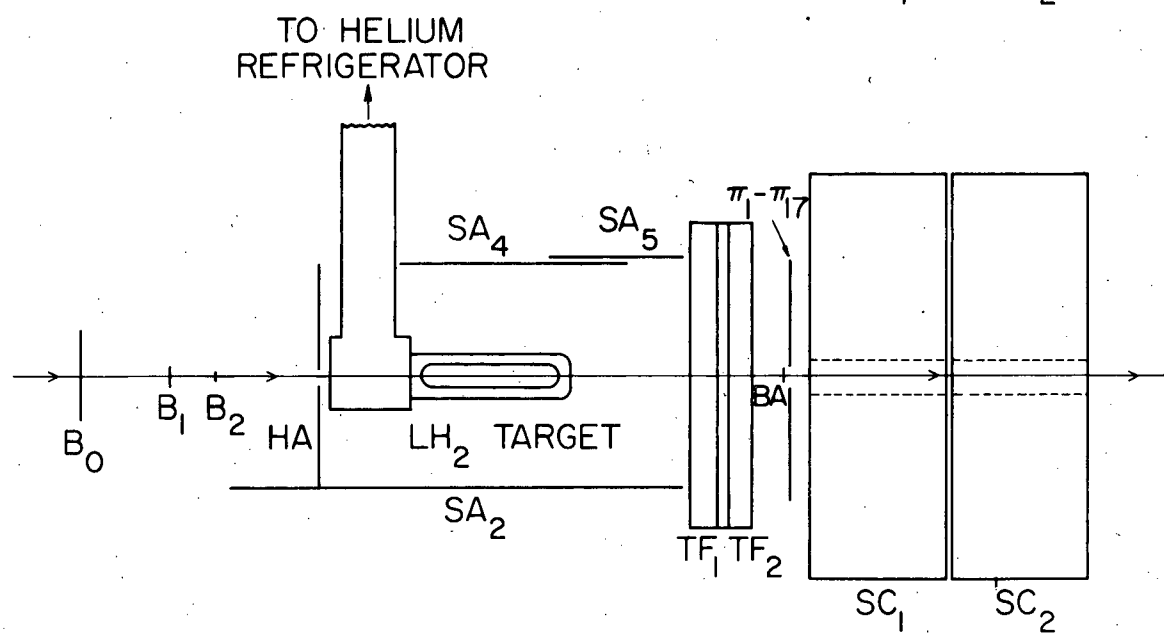 TO HELIUM
REFRIGERATOR
π₁-π₁₇
SA₄
SA₅
B₀
B₁
B₂
HA
LH₂ TARGET
BA
SA₂
TF₁
TF₂
SC₁
SC₂